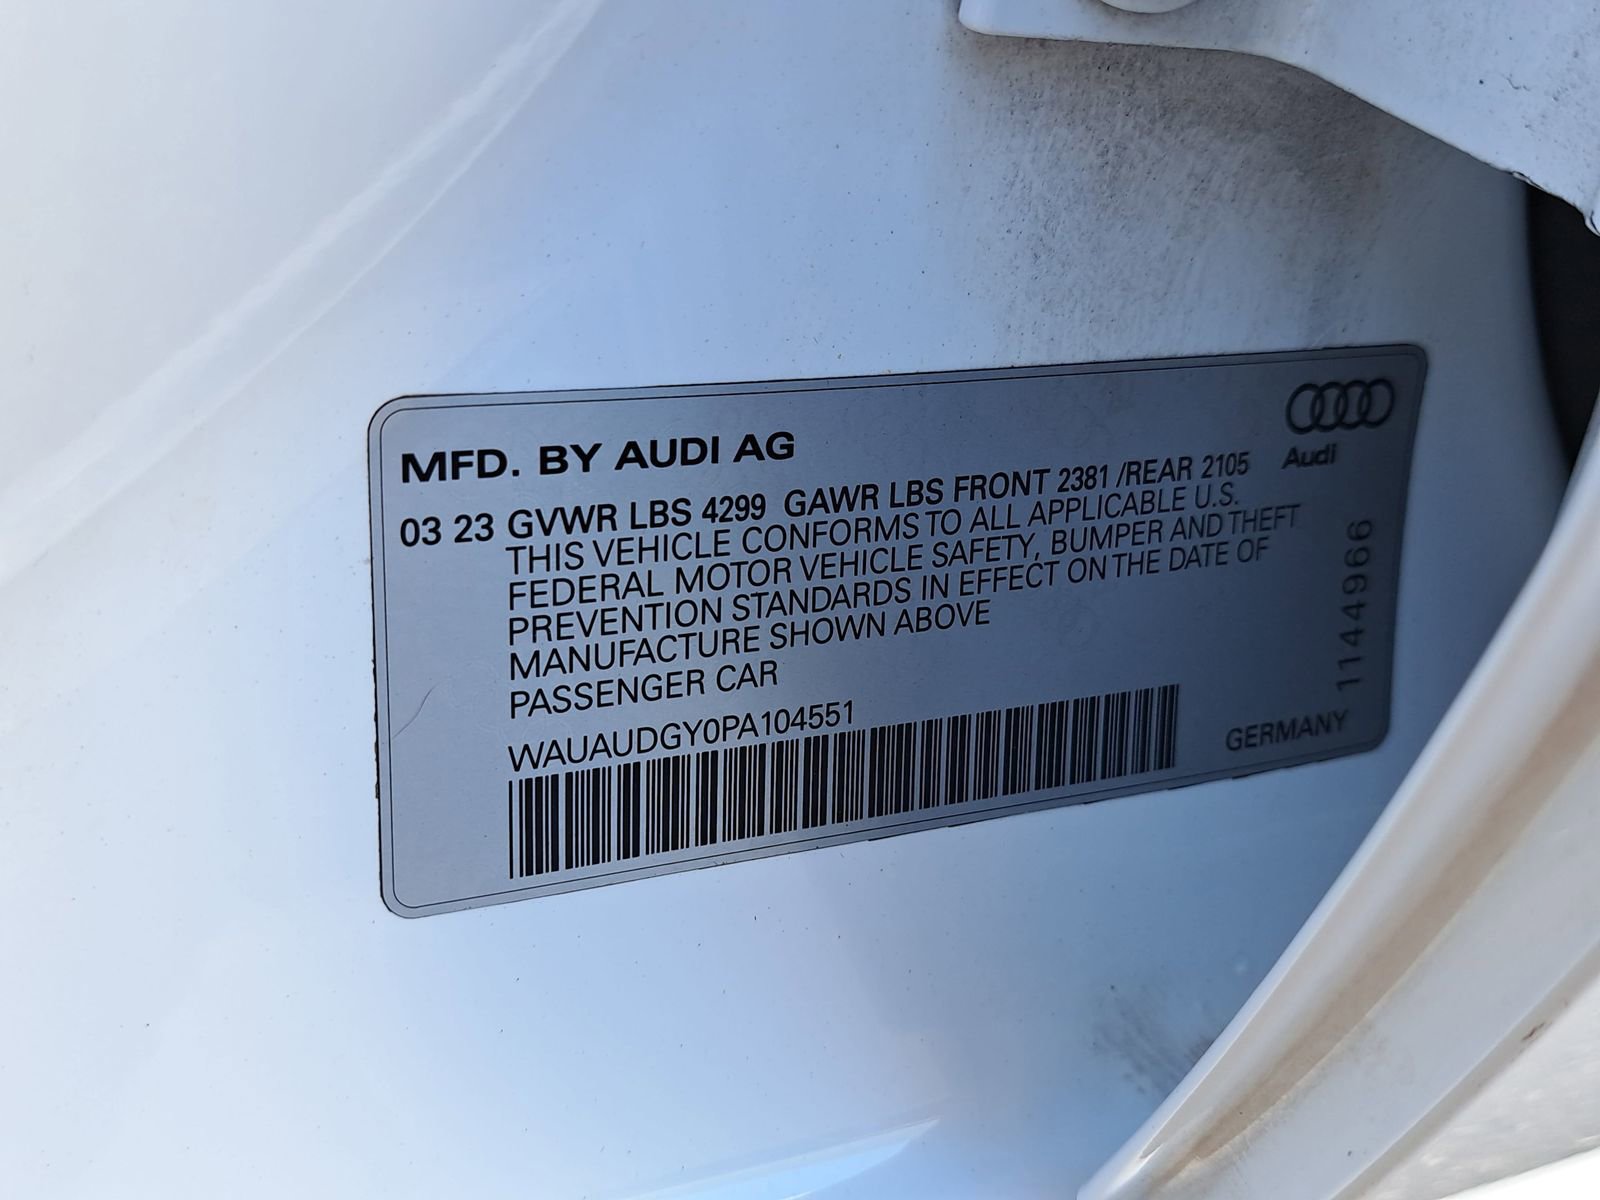 MFD. BY AUDI AG
Audi
03 23 GVWR LBS 4299 GAWR LBS FRONT 2381 /REAR 2105
THIS VEHICLE CONFORMS TO ALL APPLICABLE U.S.
FEDERAL MOTOR VEHICLE SAFETY, BUMPER AND THEFT
PREVENTION STANDARDS IN EFFECT ON THE DATE OF
MANUFACTURE SHOWN ABOVE
PASSENGER CAR
WAUAUDGY0PA104551
GERMANY
1144966